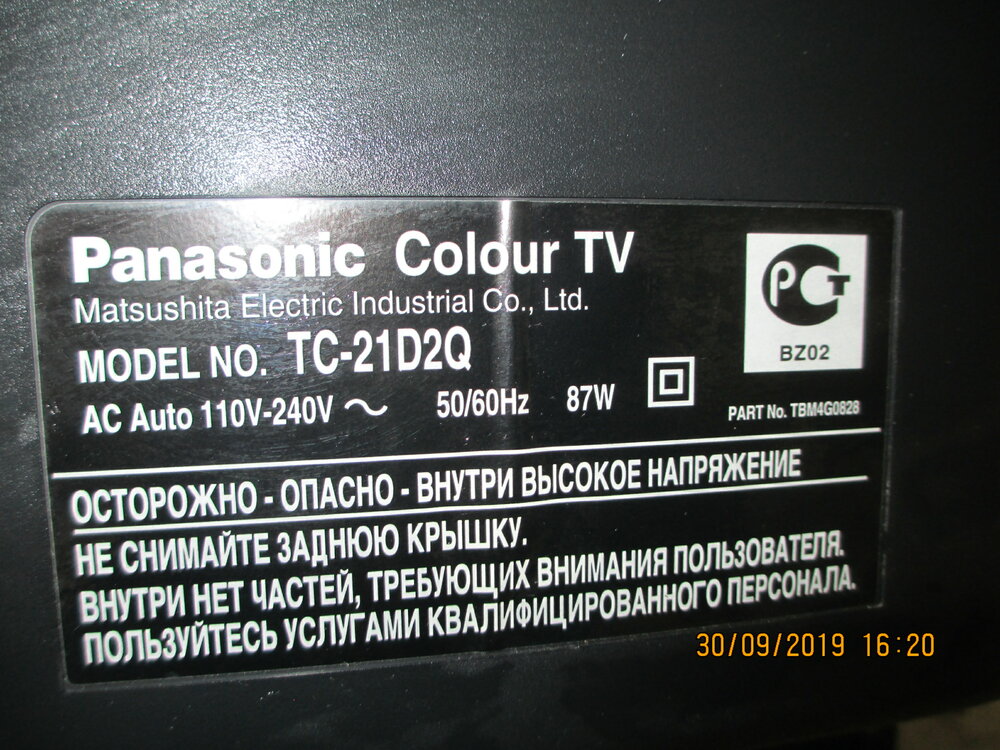 Panasonic Colour TV
Matsushita Electric Industrial Co., Ltd.
MODEL NO. TC-21D2Q
AC Auto 110V-240V ~ 50/60Hz 87W
РСТ
BZ02
PART No. TBM4G0828
ОСТОРОЖНО - ОПАСНО - ВНУТРИ ВЫСОКОЕ НАПРЯЖЕНИЕ
НЕ СНИМАЙТЕ ЗАДНЮЮ КРЫШКУ.
ВНУТРИ НЕТ ЧАСТЕЙ, ТРЕБУЮЩИХ ВНИМАНИЯ ПОЛЬЗОВАТЕЛЯ.
ПОЛЬЗУЙТЕСЬ УСЛУГАМИ КВАЛИФИЦИРОВАННОГО ПЕРСОНАЛА.
30/09/2019 16:20